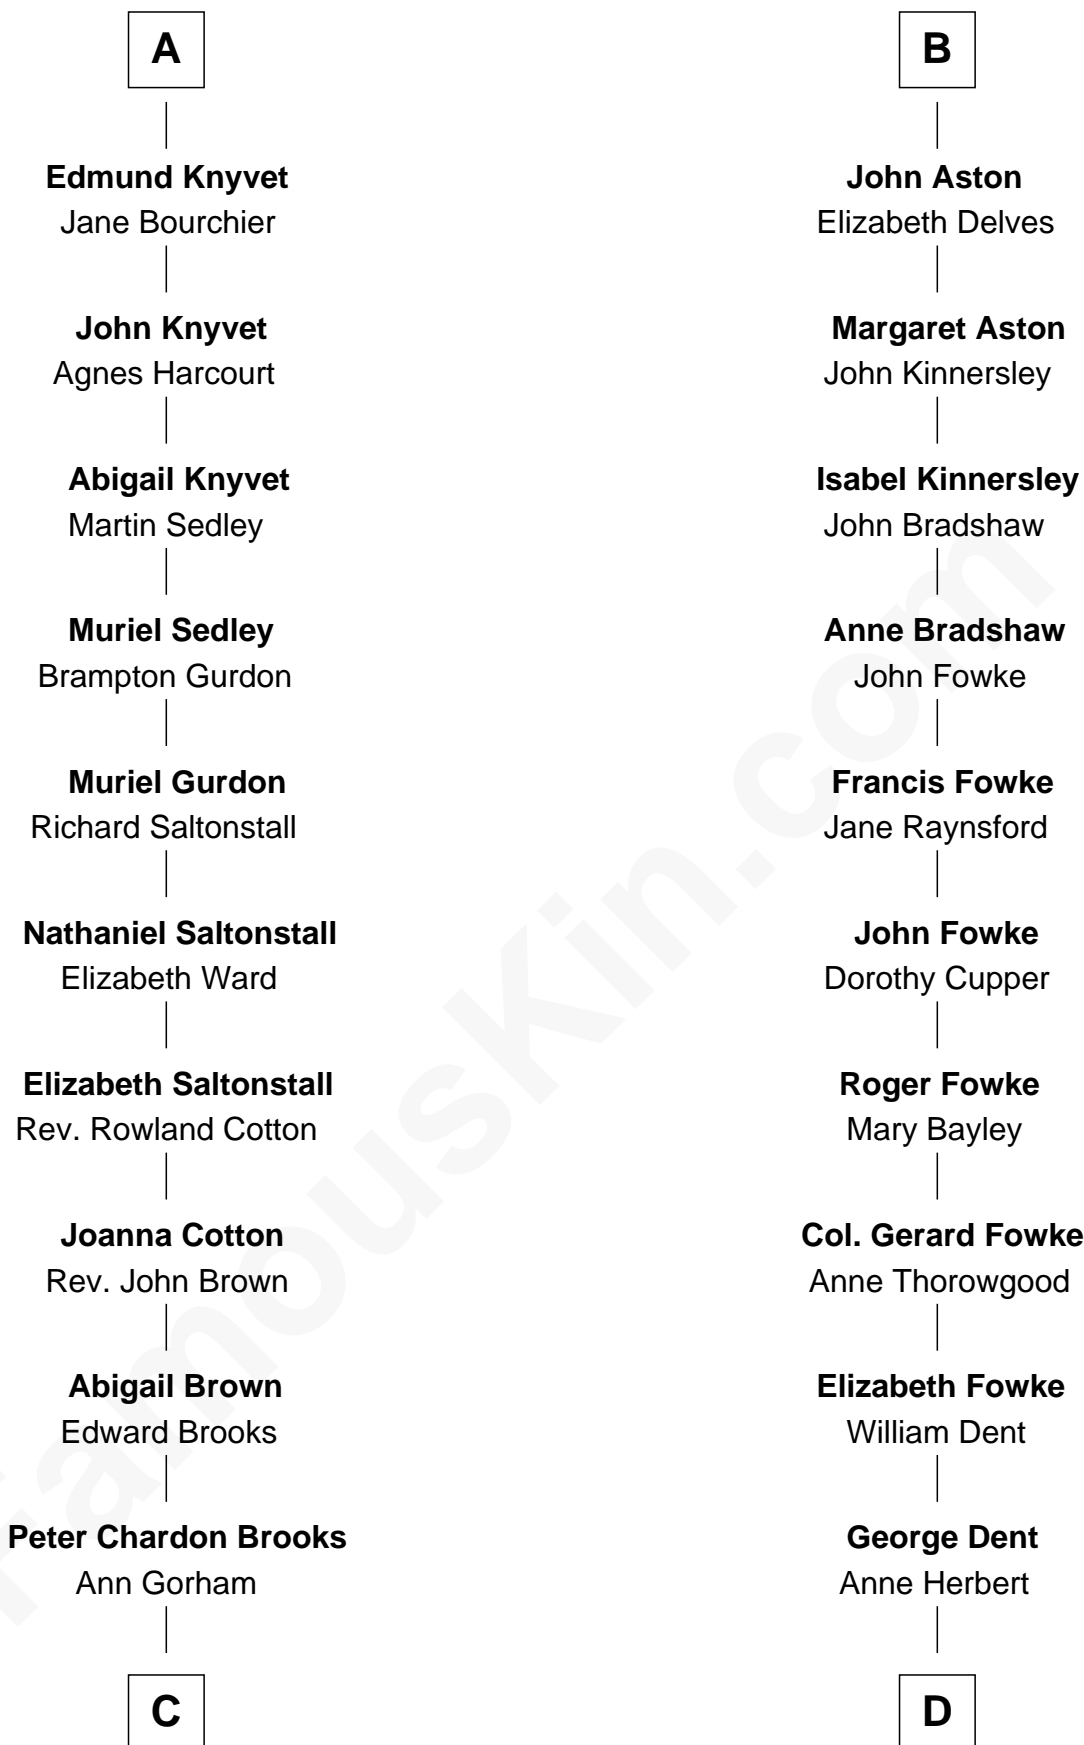 A
Edmund Knyvet
Jane Bourchier
John Knyvet
Agnes Harcourt
Abigail Knyvet
Martin Sedley
Muriel Sedley
Brampton Gurdon
Muriel Gurdon
Richard Saltonstall
Nathaniel Saltonstall
Elizabeth Ward
Elizabeth Saltonstall
Rev. Rowland Cotton
Joanna Cotton
Rev. John Brown
Abigail Brown
Edward Brooks
Peter Chardon Brooks
Ann Gorham
C
B
John Aston
Elizabeth Delves
Margaret Aston
John Kinnersley
Isabel Kinnersley
John Bradshaw
Anne Bradshaw
John Fowke
Francis Fowke
Jane Raynsford
John Fowke
Dorothy Cupper
Roger Fowke
Mary Bayley
Col. Gerard Fowke
Anne Thorowgood
Elizabeth Fowke
William Dent
George Dent
Anne Herbert
D
FamousKin.com